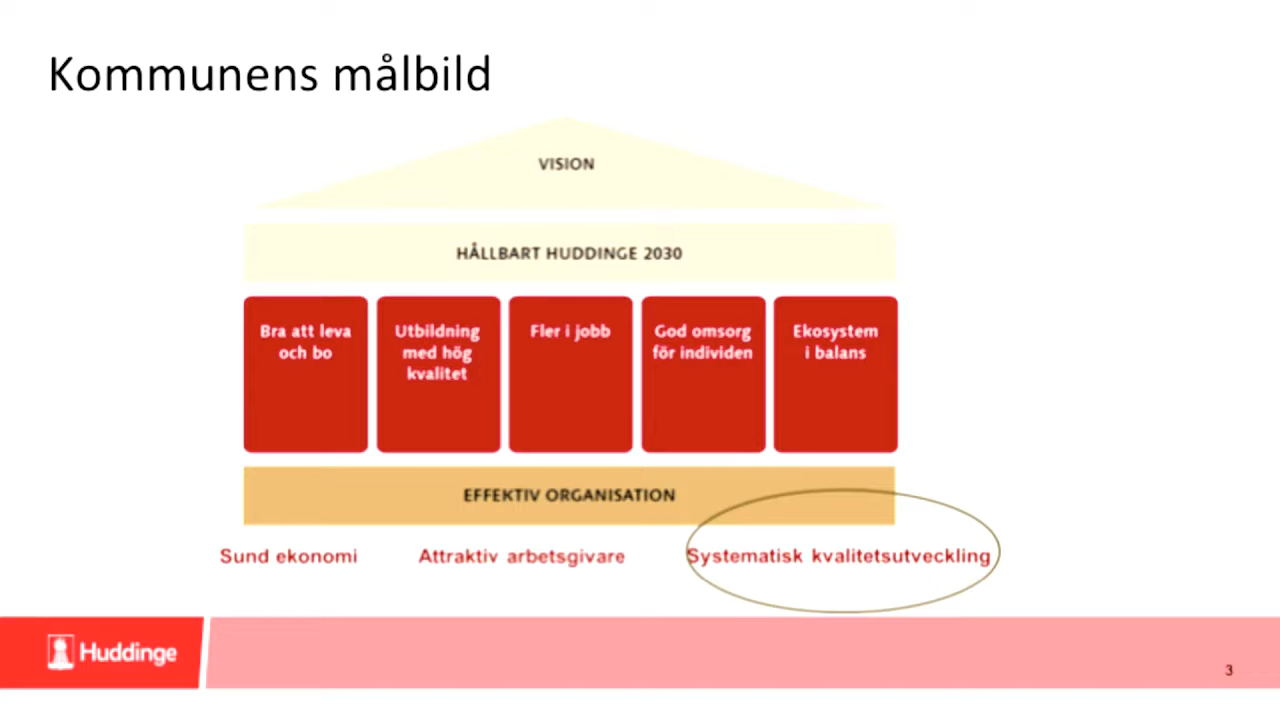 Kommunens målbild
VISION
HÅLLBART HUDDINGE 2030
Bra att leva
och bo
Utbildning
med hög
kvalitet
Fler i jobb
God omsorg
för individen
Ekosystem
i balans
EFFEKTIV ORGANISATION
Sund ekonomi
Attraktiv arbetsgivare
Systematisk kvalitetsutveckling
Huddinge
3